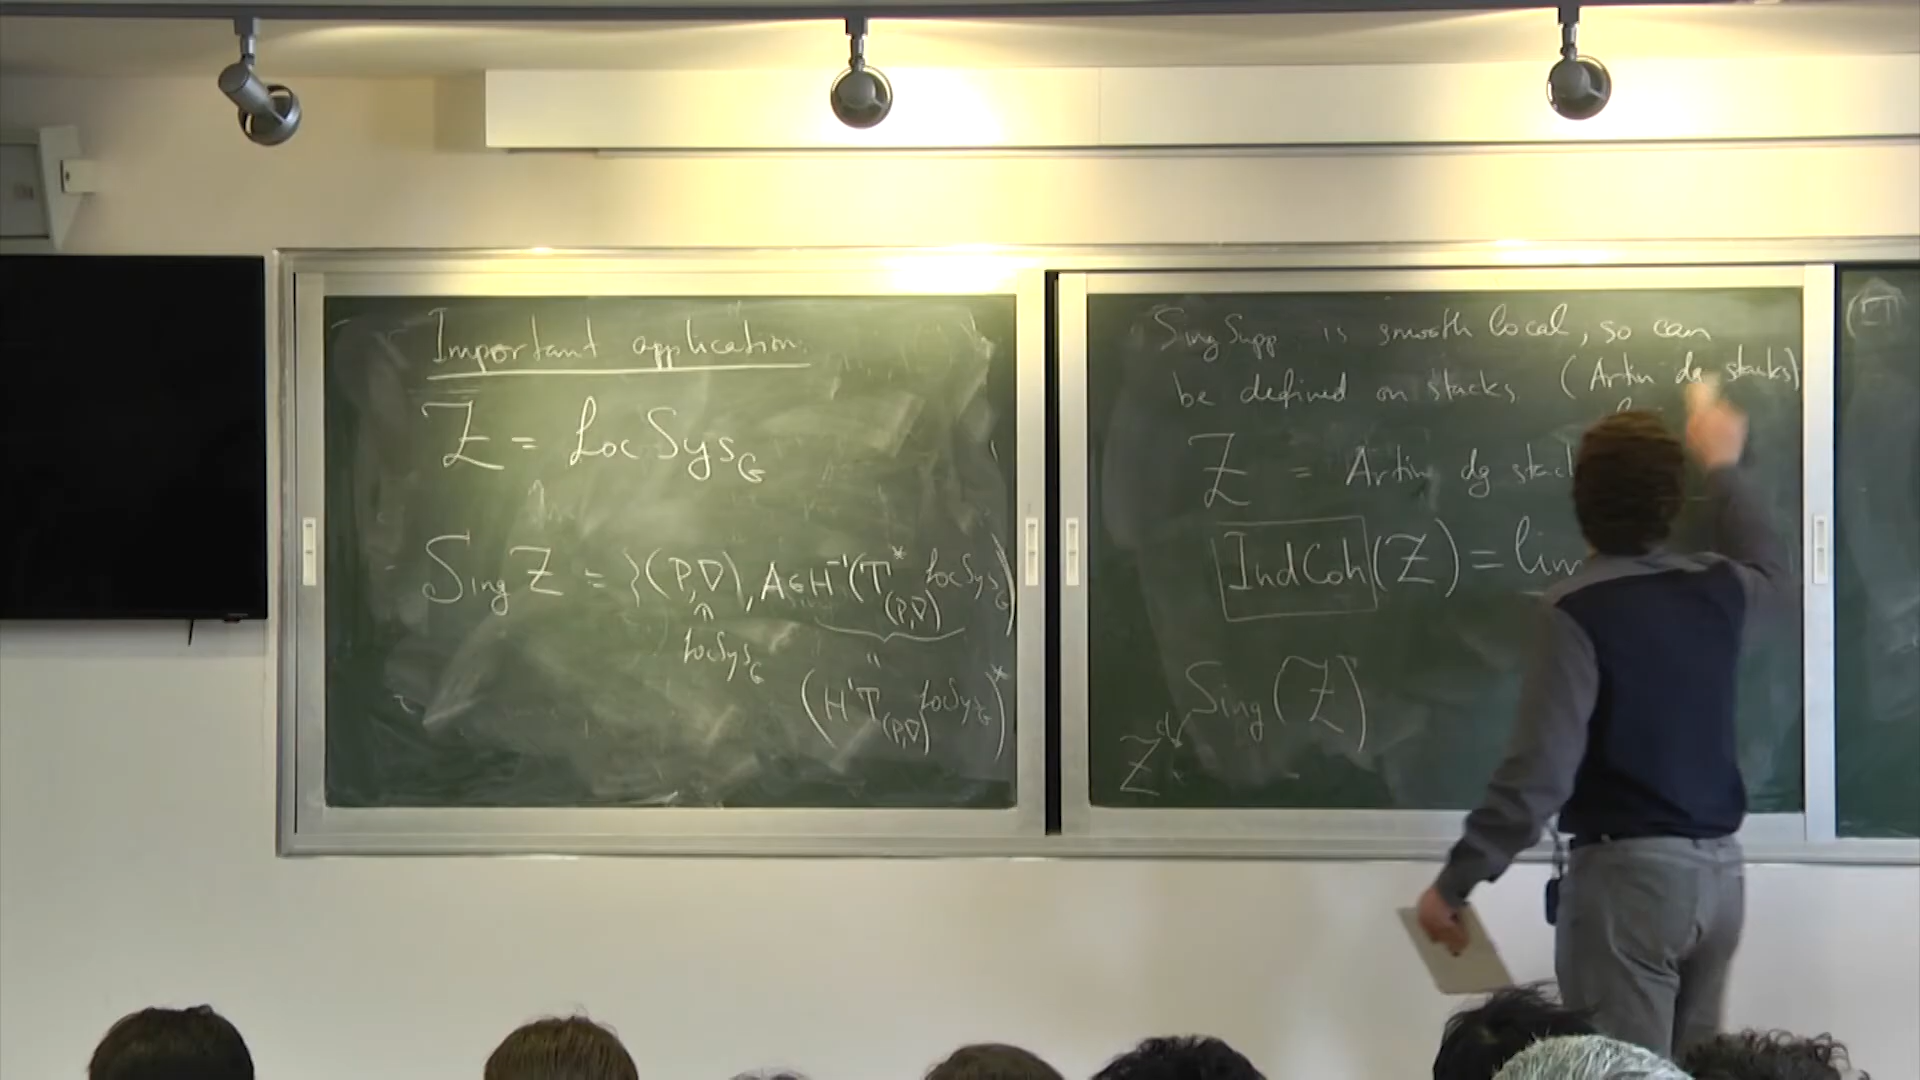 Important application.
Z = LocSys_G
Sing Z = {(P,∇), A ∈ H^{-1}(T^*_{(P,∇)} LocSys_G)
LocSys_G
(H^1 T_{(P,∇)} LocSys_G)^*
SingSupp is smooth local, so can
be defined on stacks. (Artin dg stacks)
Z = Artin dg stack
IndCoh(Z) = lim
Sing(Z)
Z^{cl}